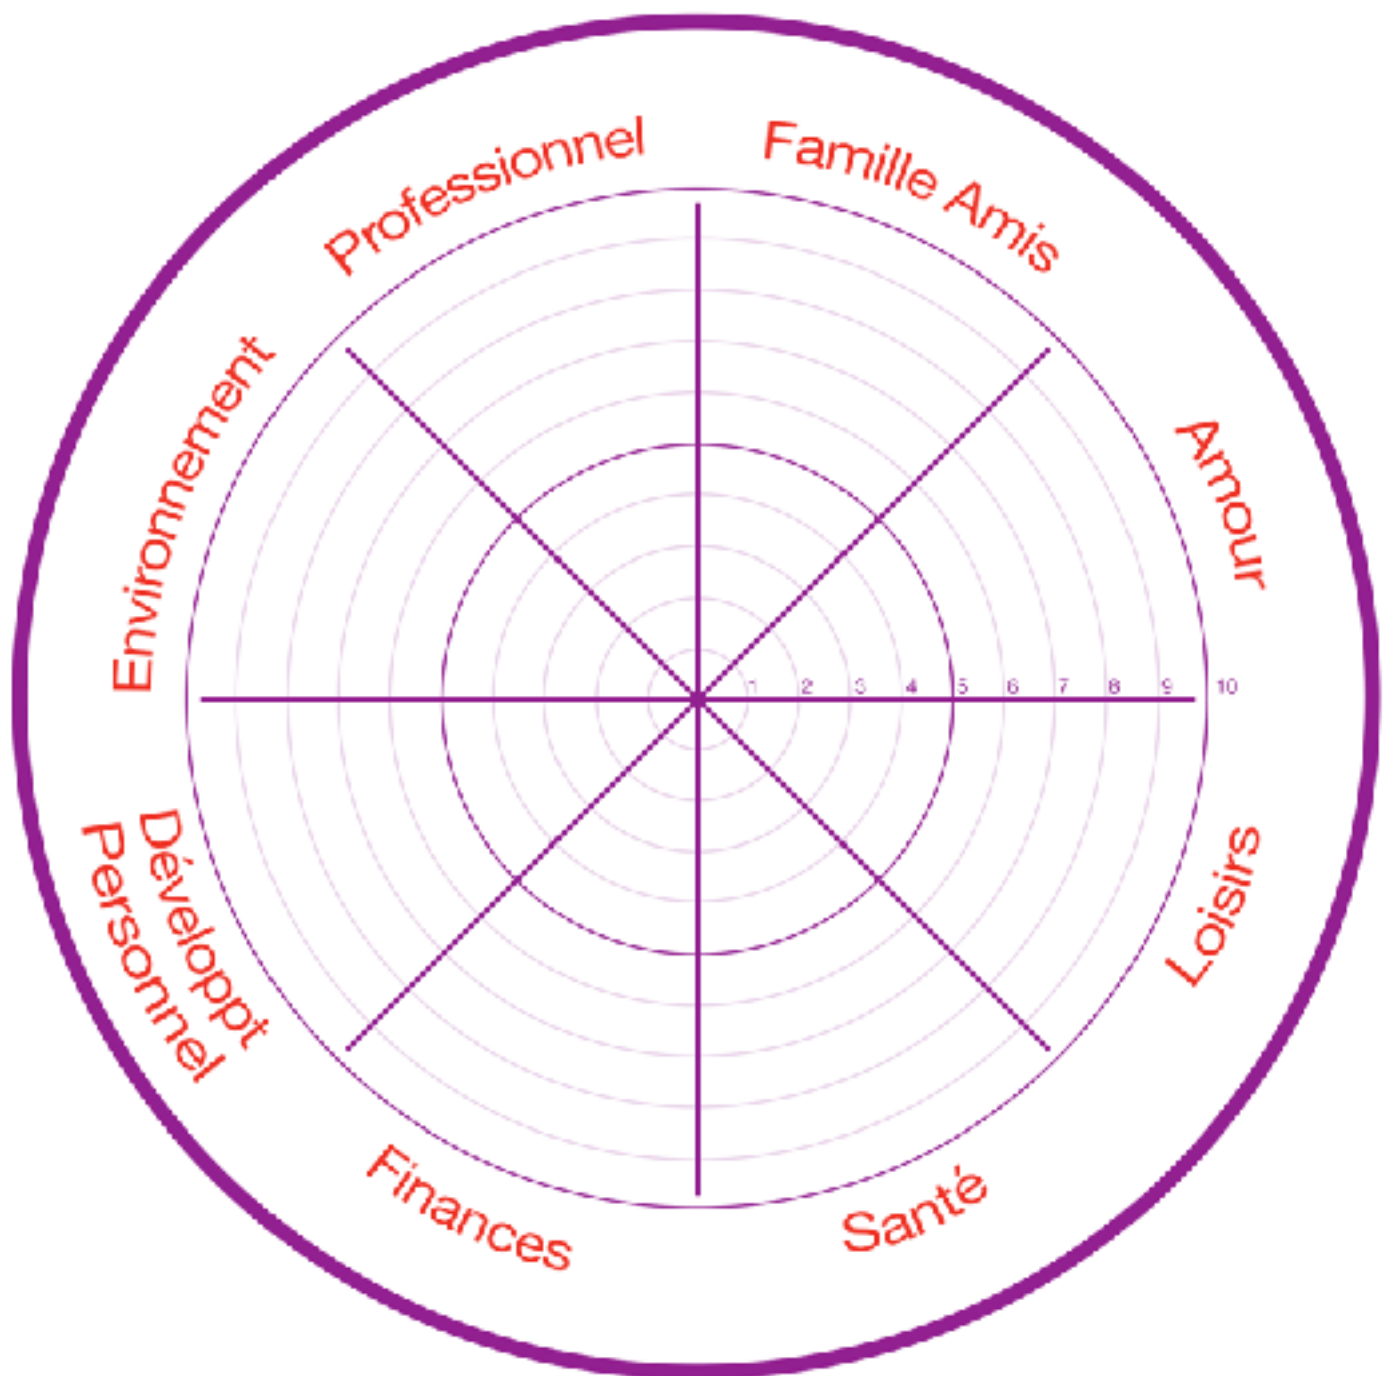 Professionnel
Famille Amis
Environnement
Amour
1 2 3 4 5 6 7 8 9 10
Développt
Personnel
Loisirs
Finances
Santé